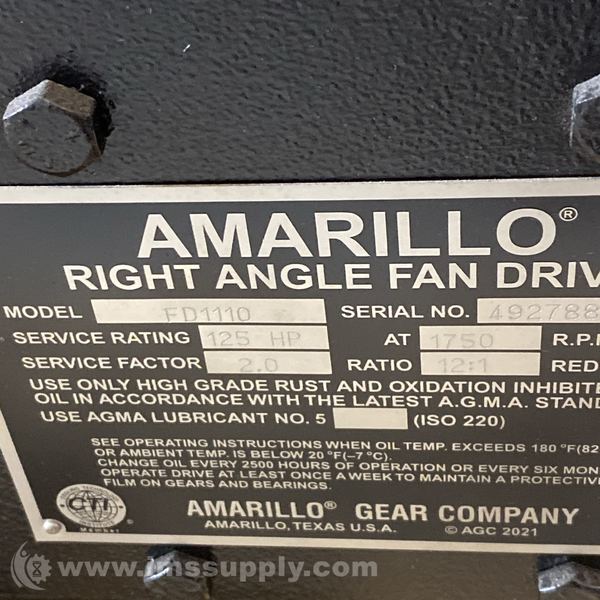 AMARILLO®
RIGHT ANGLE FAN DRIV
MODEL FD1110 SERIAL NO. 492788
SERVICE RATING 125 HP AT 1750 R.P.
SERVICE FACTOR 2.0 RATIO 12:1 RED
USE ONLY HIGH GRADE RUST AND OXIDATION INHIBITE
OIL IN ACCORDANCE WITH THE LATEST A.G.M.A. STAND
USE AGMA LUBRICANT NO. 5 (ISO 220)
SEE OPERATING INSTRUCTIONS WHEN OIL TEMP. EXCEEDS 180 °F(82
OR AMBIENT TEMP. IS BELOW 20 °F(-7 °C).
CHANGE OIL EVERY 2500 HOURS OF OPERATION OR EVERY SIX MON
OPERATE DRIVE AT LEAST ONCE A WEEK TO MAINTAIN A PROTECTIVE
FILM ON GEARS AND BEARINGS.
CTI
Member
AMARILLO® GEAR COMPANY
AMARILLO, TEXAS U.S.A. © AGC 2021
www.imssupply.com